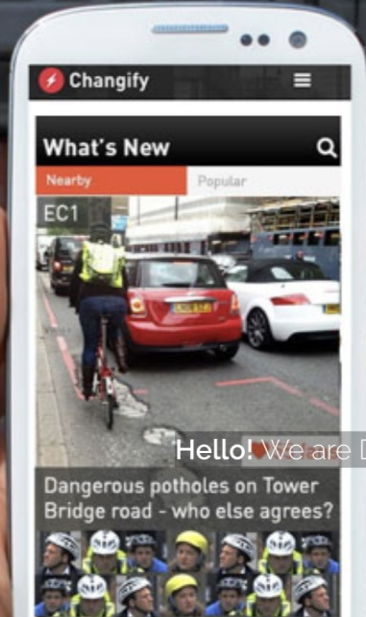 Changify
What's New
Nearby
Popular
EC1
Hello! We are D
Dangerous potholes on Tower
Bridge road - who else agrees?